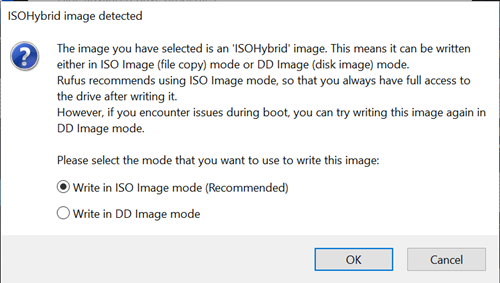 ISOHybrid image detected
The image you have selected is an 'ISOHybrid' image. This means it can be written
either in ISO Image (file copy) mode or DD Image (disk image) mode.
Rufus recommends using ISO Image mode, so that you always have full access to
the drive after writing it.
However, if you encounter issues during boot, you can try writing this image again in
DD Image mode.
Please select the mode that you want to use to write this image:
Write in ISO Image mode (Recommended)
Write in DD Image mode
OK Cancel